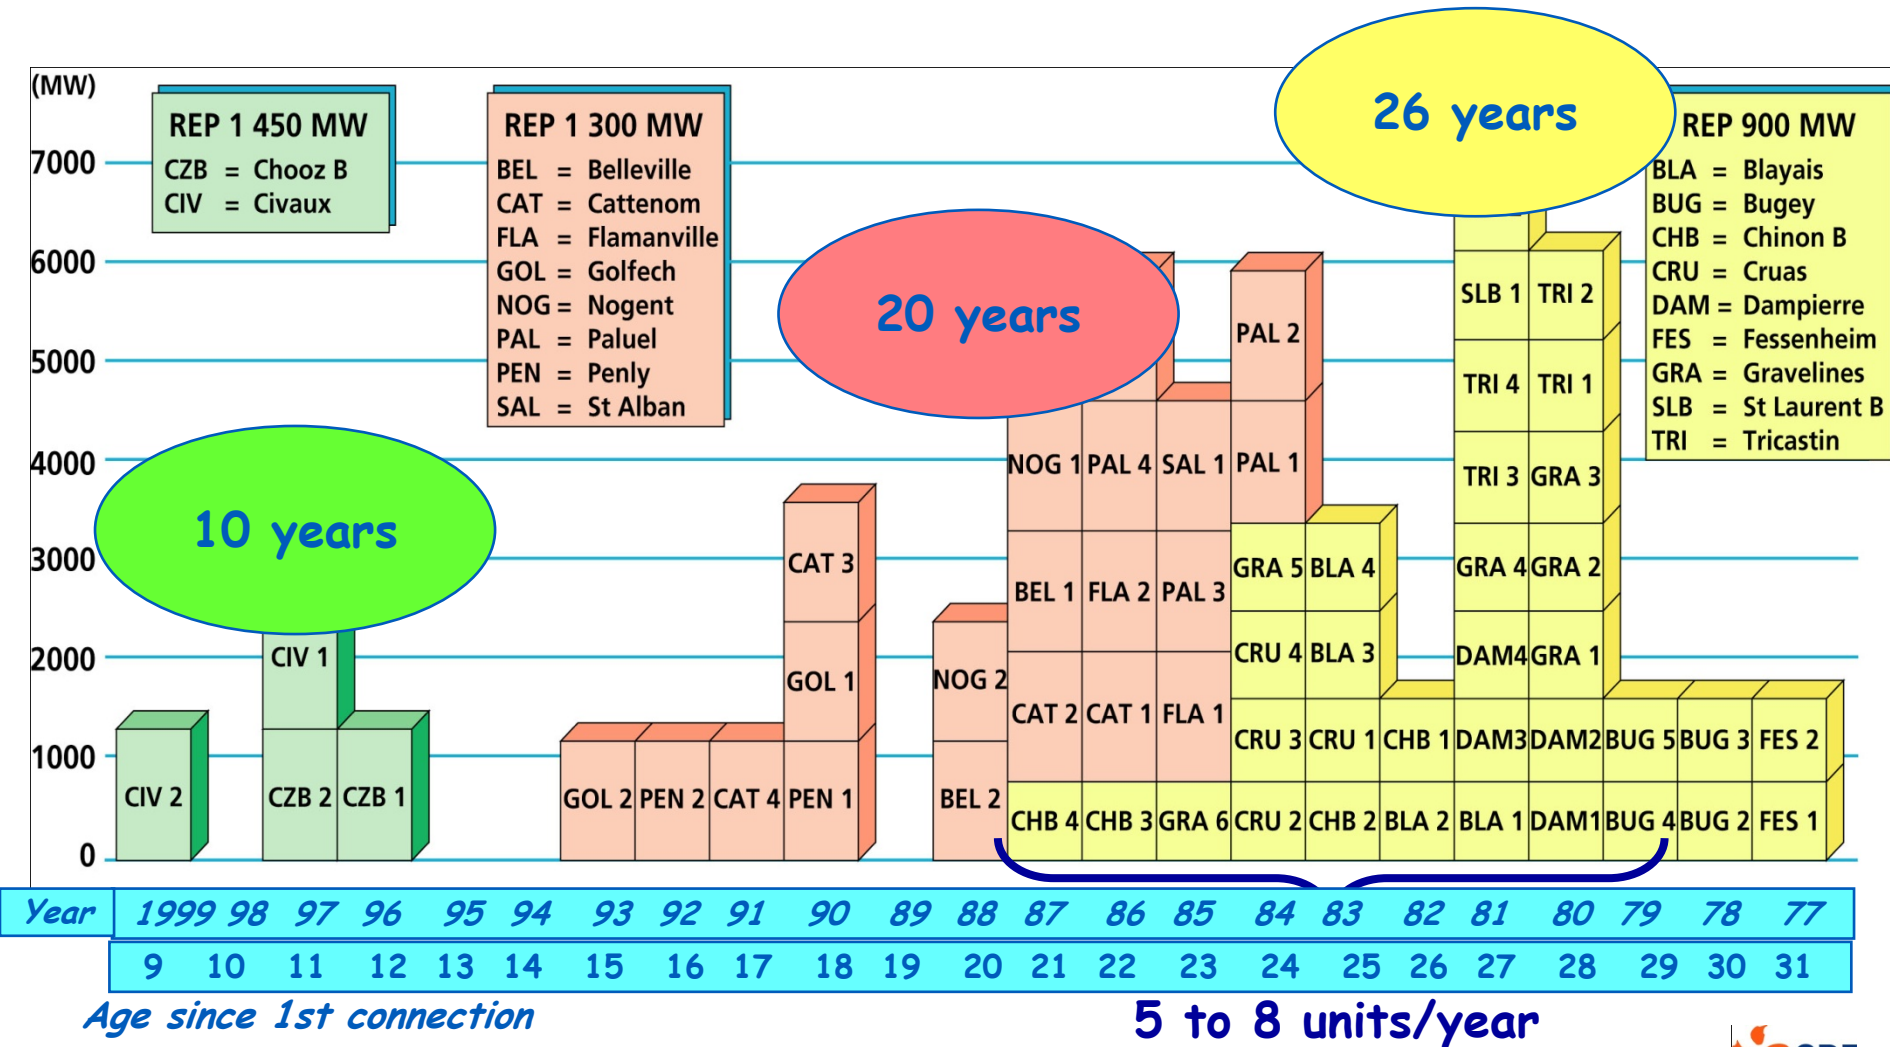 (MW)
7000
6000
5000
4000
3000
2000
1000
0
REP 1 450 MW
CZB = Chooz B
CIV = Civaux
REP 1 300 MW
BEL = Belleville
CAT = Cattenom
FLA = Flamanville
GOL = Golfech
NOG = Nogent
PAL = Paluel
PEN = Penly
SAL = St Alban
REP 900 MW
BLA = Blayais
BUG = Bugey
CHB = Chinon B
CRU = Cruas
DAM = Dampierre
FES = Fessenheim
GRA = Gravelines
SLB = St Laurent B
TRI = Tricastin
26 years
20 years
10 years
SLB 1 TRI 2
PAL 2
TRI 4 TRI 1
NOG 1 PAL 4 SAL 1 PAL 1 TRI 3 GRA 3
CAT 3
BEL 1 FLA 2 PAL 3 GRA 5 BLA 4 GRA 4 GRA 2
CIV 1 GOL 1 NOG 2 CRU 4 BLA 3 DAM4 GRA 1
CAT 2 CAT 1 FLA 1 CRU 3 CRU 1 CHB 1 DAM3 DAM2 BUG 5 BUG 3 FES 2
CIV 2 CZB 2 CZB 1 GOL 2 PEN 2 CAT 4 PEN 1 BEL 2 CHB 4 CHB 3 GRA 6 CRU 2 CHB 2 BLA 2 BLA 1 DAM1 BUG 4 BUG 2 FES 1
Year 1999 98 97 96 95 94 93 92 91 90 89 88 87 86 85 84 83 82 81 80 79 78 77
9 10 11 12 13 14 15 16 17 18 19 20 21 22 23 24 25 26 27 28 29 30 31
Age since 1st connection
5 to 8 units/year